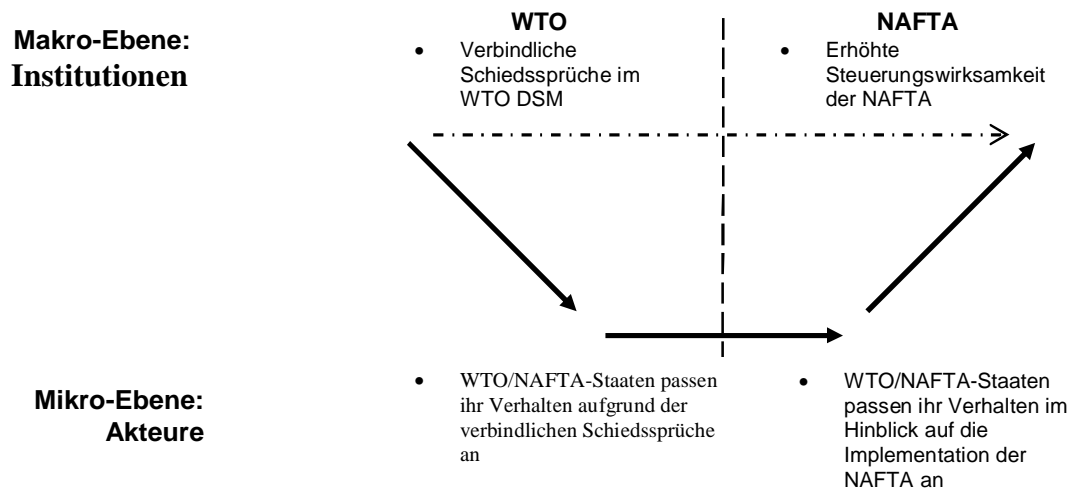 Makro-Ebene:
Institutionen
WTO
• Verbindliche
Schiedssprüche im
WTO DSM
NAFTA
• Erhöhte
Steuerungswirksamkeit
der NAFTA
Mikro-Ebene:
Akteure
• WTO/NAFTA-Staaten passen
ihr Verhalten aufgrund der
verbindlichen Schiedssprüche
an
• WTO/NAFTA-Staaten
passen ihr Verhalten im
Hinblick auf die
Implementation der
NAFTA an